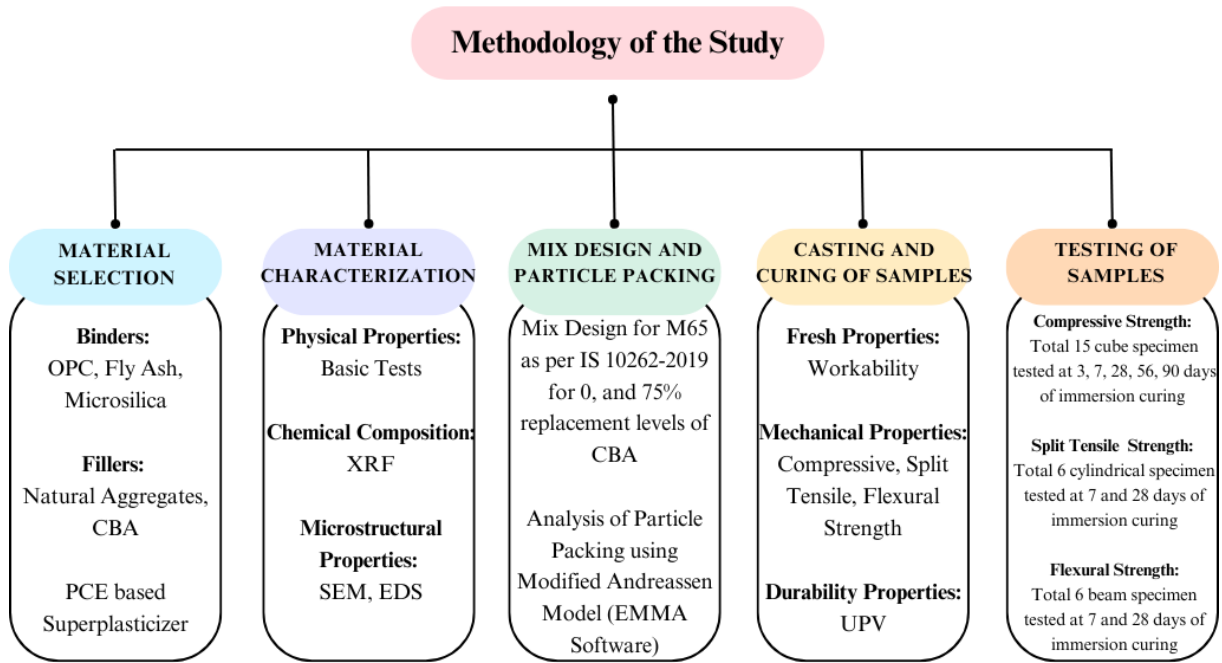 Methodology of the Study
MATERIAL
SELECTION
Binders:
OPC, Fly Ash,
Microsilica
Fillers:
Natural Aggregates,
CBA
PCE based
Superplasticizer
MATERIAL
CHARACTERIZATION
Physical Properties:
Basic Tests
Chemical Composition:
XRF
Microstructural
Properties:
SEM, EDS
MIX DESIGN AND
PARTICLE PACKING
Mix Design for M65
as per IS 10262-2019
for 0, and 75%
replacement levels of
CBA
Analysis of Particle
Packing using
Modified Andreassen
Model (EMMA
Software)
CASTING AND
CURING OF SAMPLES
Fresh Properties:
Workability
Mechanical Properties:
Compressive, Split
Tensile, Flexural
Strength
Durability Properties:
UPV
TESTING OF
SAMPLES
Compressive Strength:
Total 15 cube specimen
tested at 3, 7, 28, 56, 90 days
of immersion curing
Split Tensile Strength:
Total 6 cylindrical specimen
tested at 7 and 28 days of
immersion curing
Flexural Strength:
Total 6 beam specimen
tested at 7 and 28 days of
immersion curing